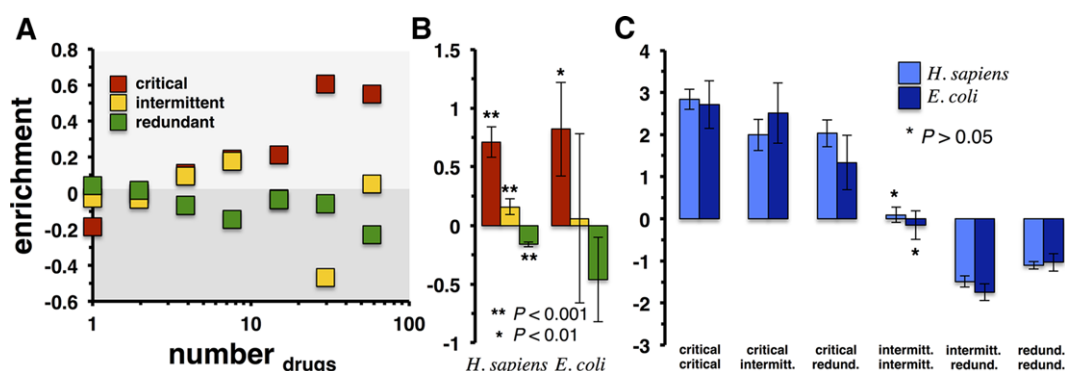 A
enrichment
0.8
0.6
0.4
0.2
0
-0.2
-0.4
-0.6
critical
intermittent
redundant
1
10
100
number drugs
B
1.5
1
0.5
0
-0.5
-1
**
**
**
*
** P < 0.001
* P < 0.01
H. sapiens E. coli
C
4
3
2
1
0
-1
-2
-3
H. sapiens
E. coli
* P > 0.05
*
*
critical critical intermitt. intermitt. redund.
critical intermitt. redund. intermitt. redund. redund.